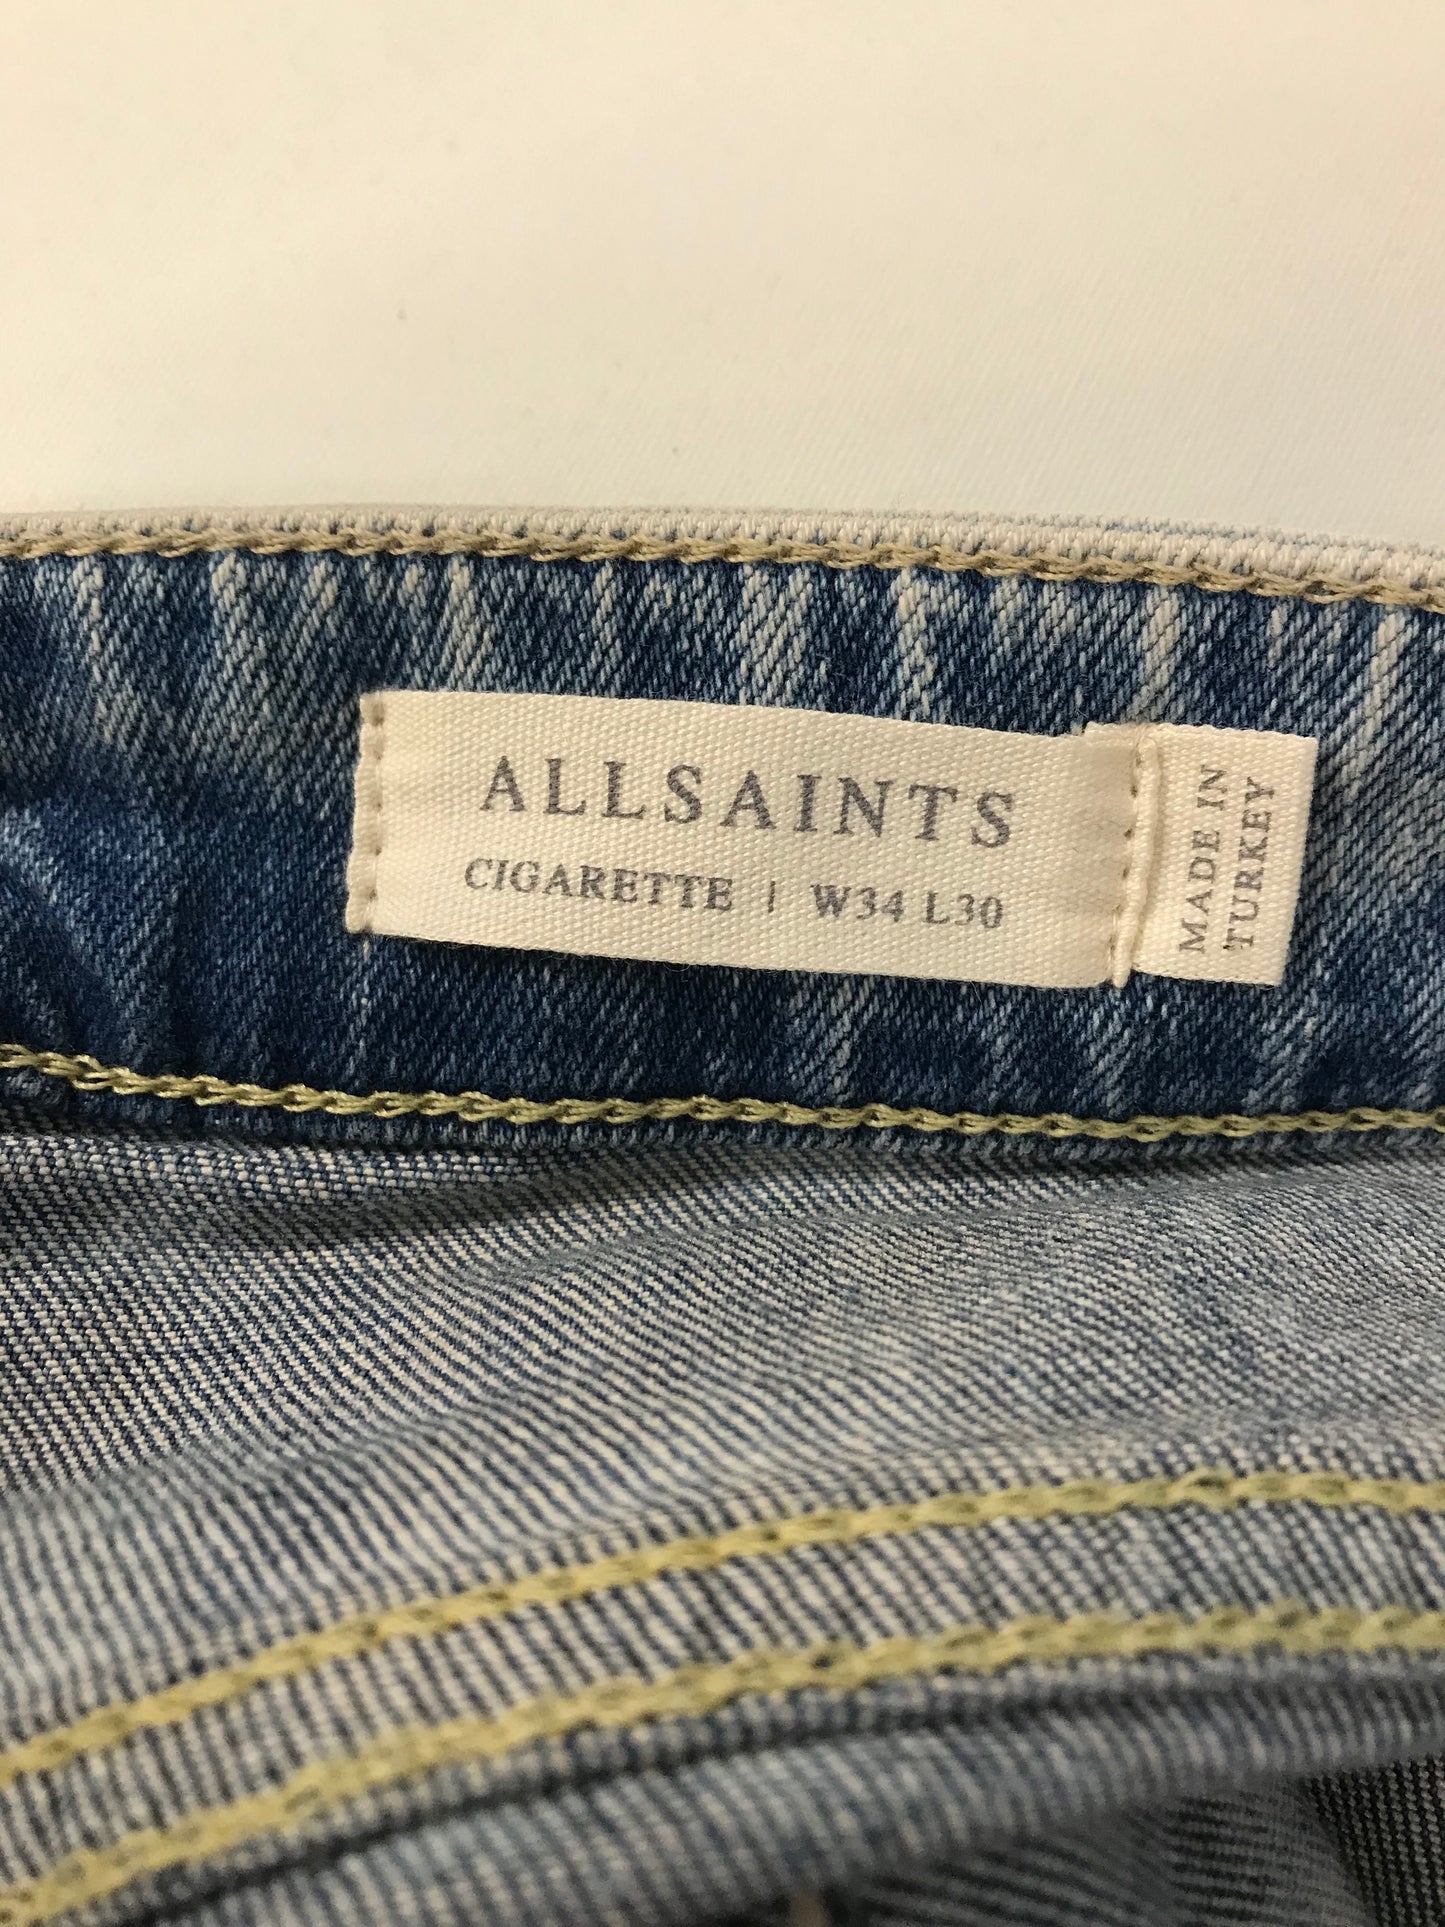 ALLSAINTS
CIGARETTE | W34 L30
MADE IN
TURKEY